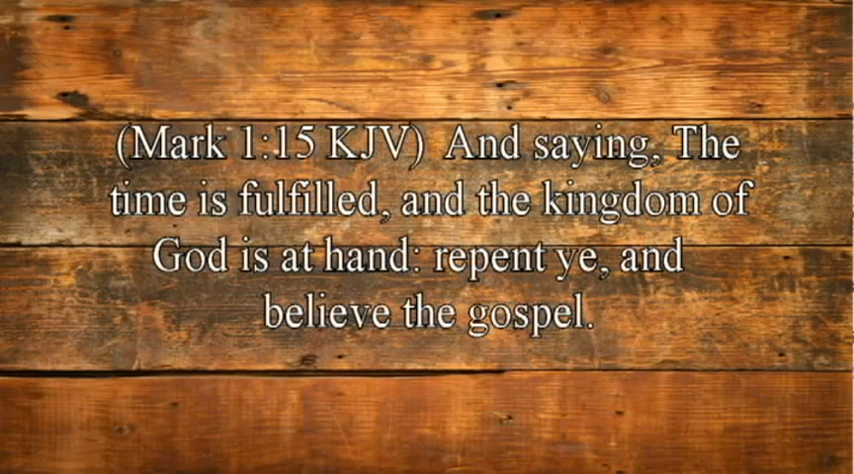 (Mark 1:15 KJV)  And saying, The
time is fulfilled, and the kingdom of
God is at hand: repent ye, and
believe the gospel.